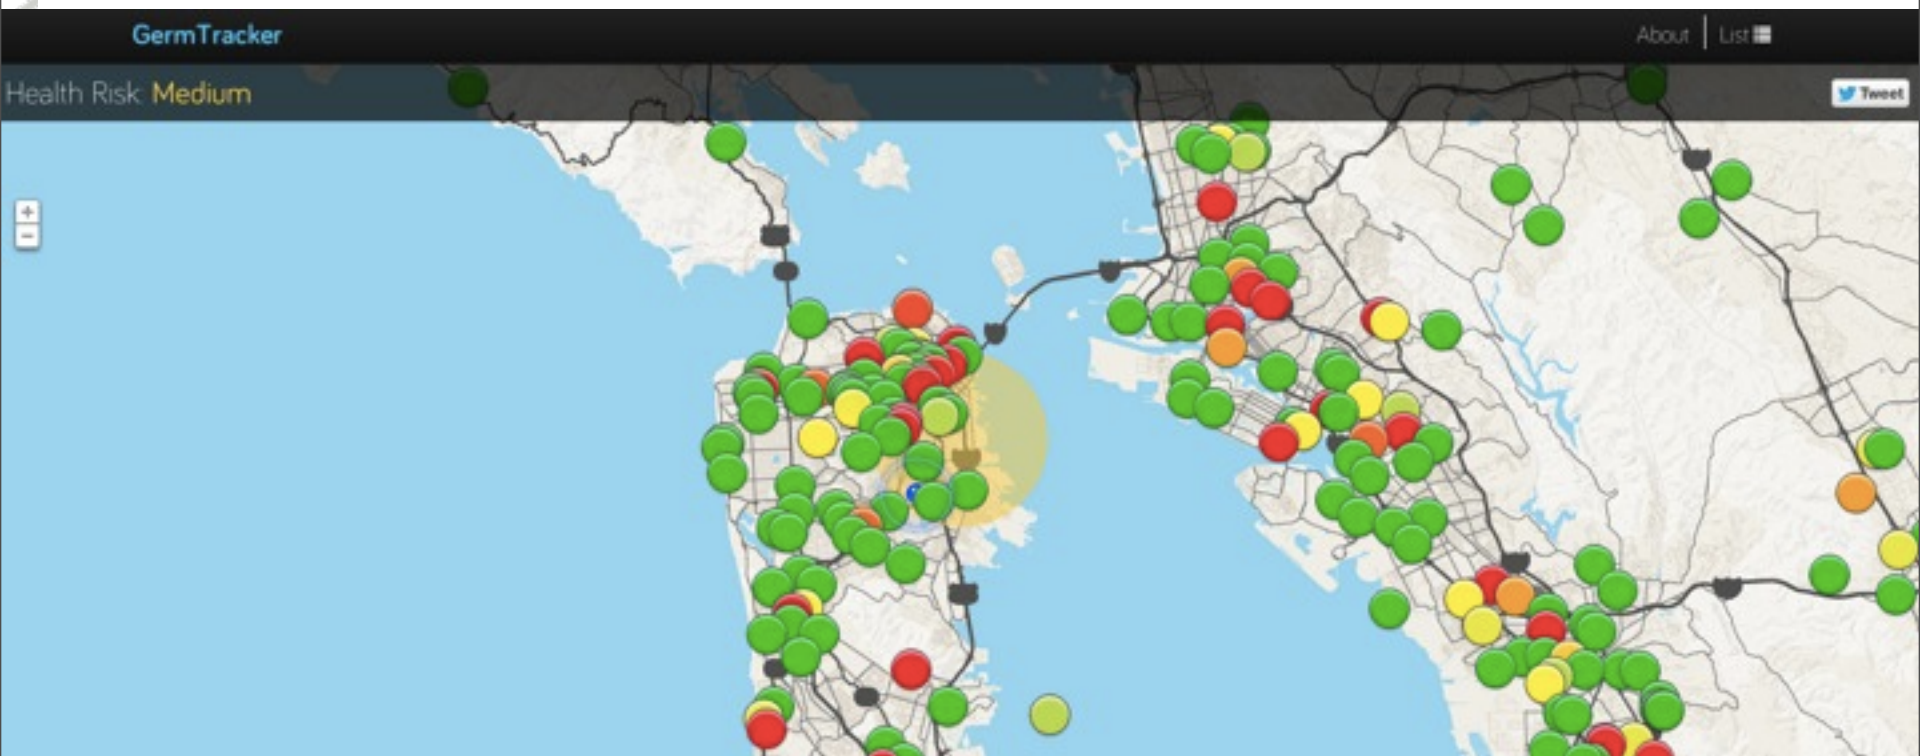 GermTracker
About
List
Health Risk: Medium
Tweet
+
−